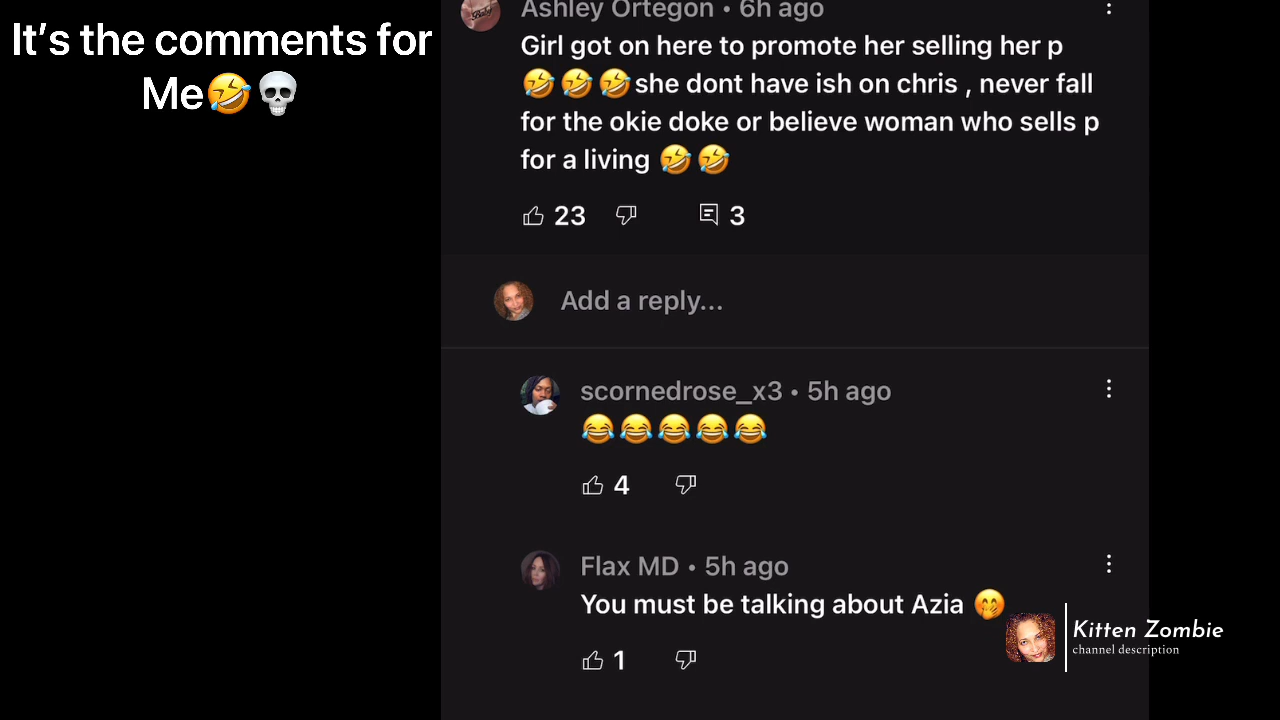 It's the comments for
Me🤣💀
Ashley Ortegon • 6h ago
Girl got on here to promote her selling her p
🤣🤣🤣she dont have ish on chris , never fall
for the okie doke or believe woman who sells p
for a living 🤣🤣
23 3
Add a reply...
scornedrose_x3 • 5h ago
😂😂😂😂😂
4
Flax MD • 5h ago
You must be talking about Azia 🤭
1
Kitten Zombie
channel description